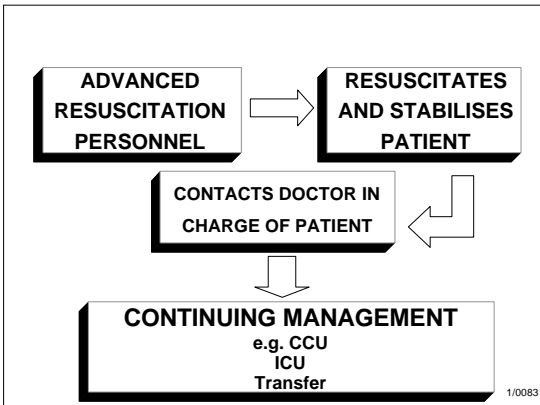 ADVANCED
RESUSCITATION
PERSONNEL
RESUSCITATES
AND STABILISES
PATIENT
CONTACTS DOCTOR IN
CHARGE OF PATIENT
CONTINUING MANAGEMENT
e.g. CCU
ICU
Transfer
1/0083